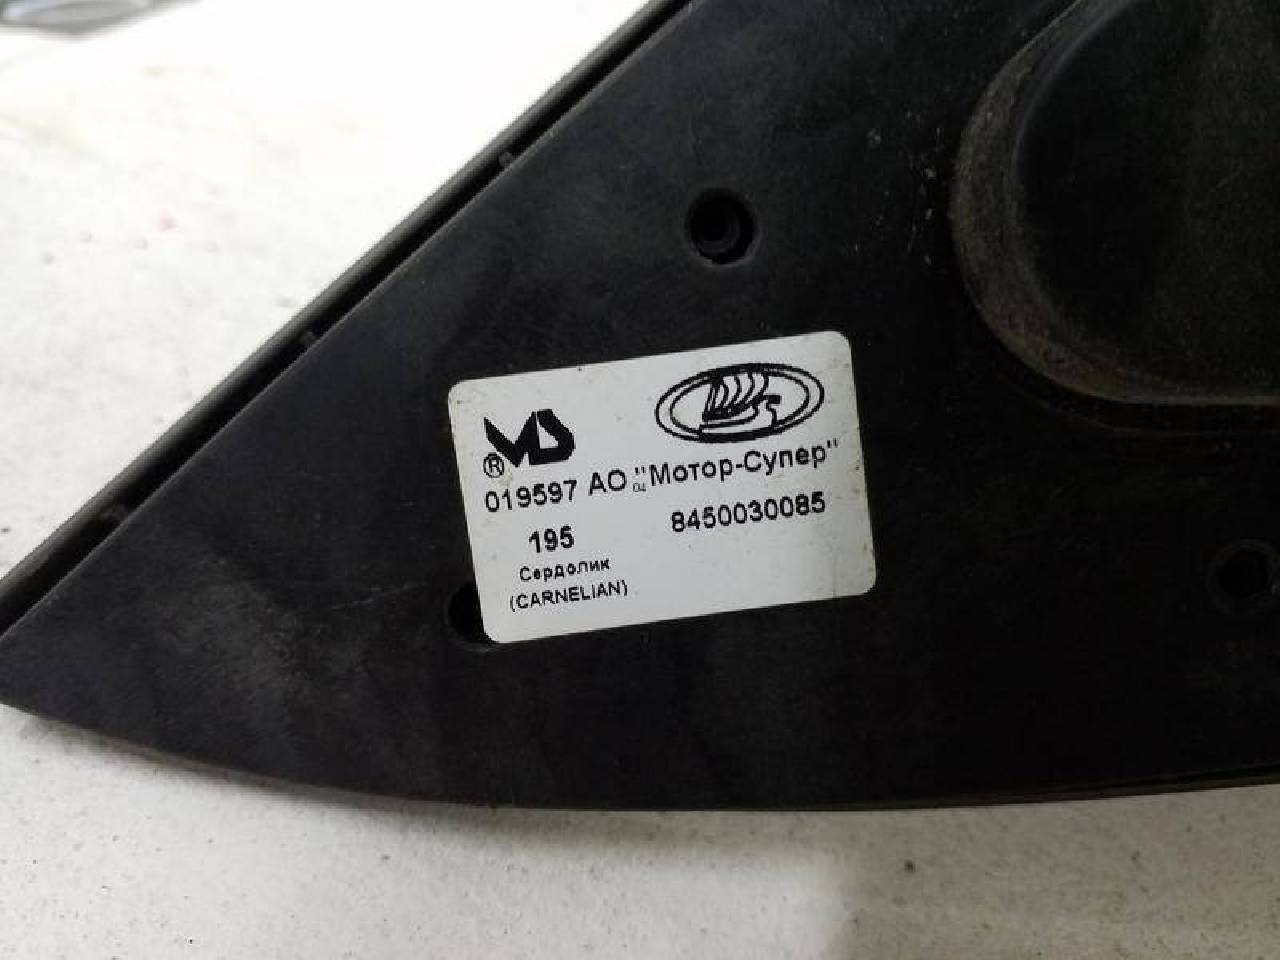 ®
019597 АО "Мотор-Супер"
195 8450030085
Сердолик
(CARNELIAN)